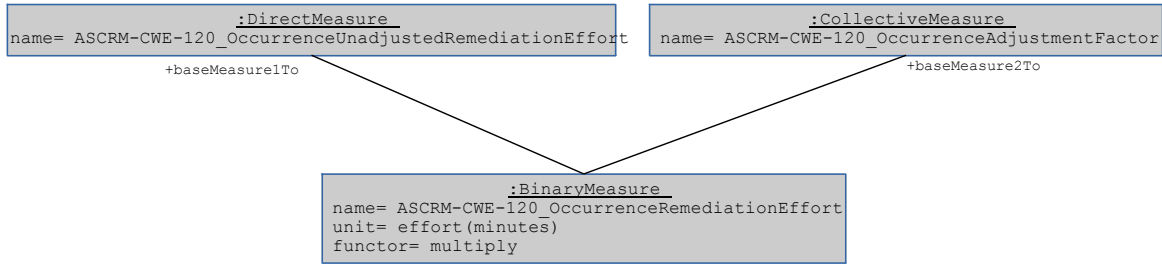 :DirectMeasure
name= ASCRM-CWE-120_OccurrenceUnadjustedRemediationEffort
:CollectiveMeasure
name= ASCRM-CWE-120_OccurrenceAdjustmentFactor
+baseMeasure1To
+baseMeasure2To
:BinaryMeasure
name= ASCRM-CWE-120_OccurrenceRemediationEffort
unit= effort(minutes)
functor= multiply